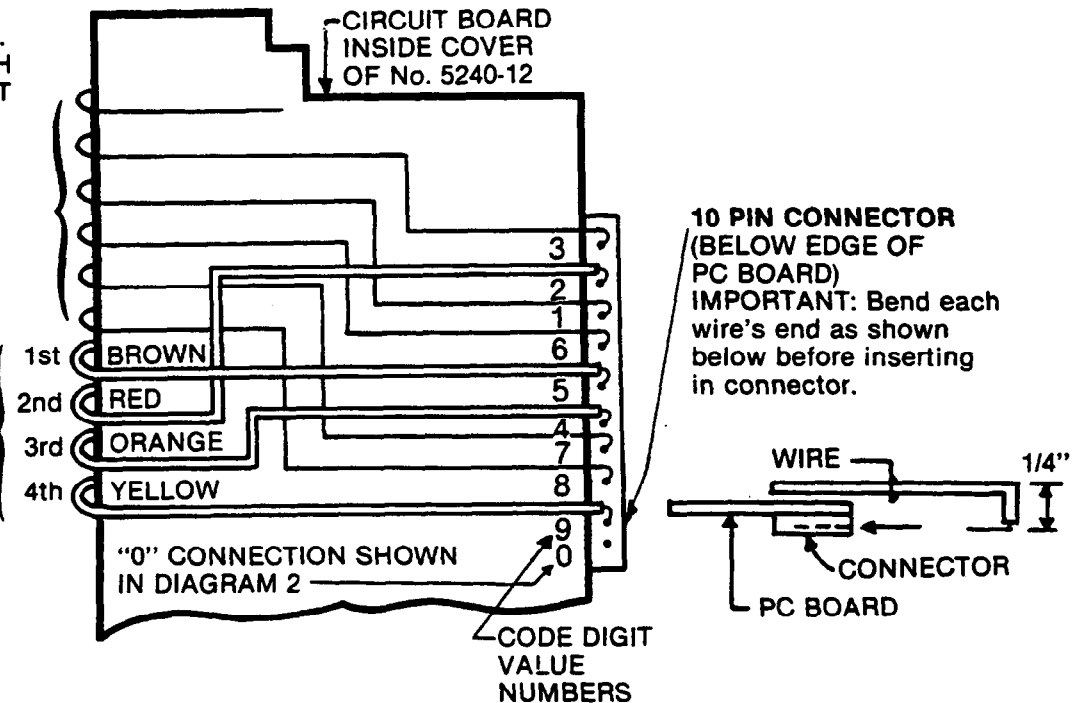 H
T
CIRCUIT BOARD
INSIDE COVER
OF No. 5240-12
10 PIN CONNECTOR
(BELOW EDGE OF
PC BOARD)
IMPORTANT: Bend each
wire's end as shown
below before inserting
in connector.
3
2
1
6
5
4
7
8
9
0
1st BROWN
2nd RED
3rd ORANGE
4th YELLOW
"0" CONNECTION SHOWN
IN DIAGRAM 2
CODE DIGIT
VALUE
NUMBERS
WIRE
1/4"
CONNECTOR
PC BOARD